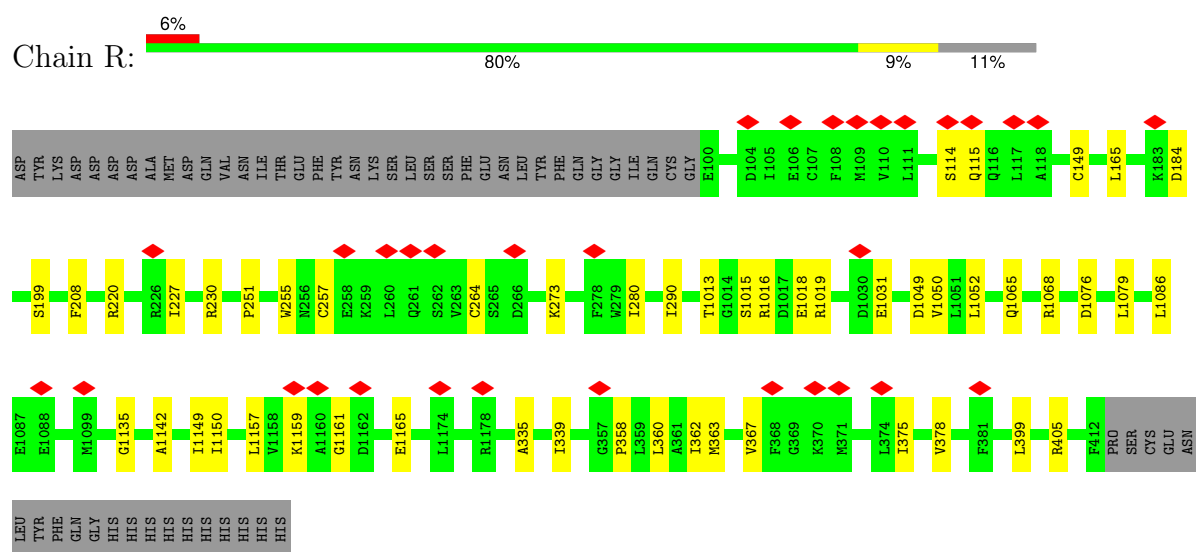 6%
Chain R:
80% 9% 11%
ASP TYR LYS ASP ASP ASP ASP ALA MET ASP GLN VAL ASN ILE THR GLU PHE TYR ASN LYS SER LEU SER SER PHE GLU ASN LEU TYR PHE GLN GLY GLY ILE GLN CYS GLY E100 D104 I105 E106 C107 F108 M109 V110 L111 S114 Q115 Q116 L117 A118 C149 L165 K183 D184
S199 F208 R220 R226 I227 R230 P251 W255 N256 C257 E258 K259 L260 Q261 S262 V263 C264 S265 D266 K273 F278 W279 I280 I290 T1013 G1014 S1015 R1016 D1017 E1018 R1019 D1030 E1031 D1049 V1050 L1051 L1052 Q1065 R1068 D1076 L1079 L1086
E1087 E1088 M1099 G1135 A1142 I1149 I1150 L1157 V1158 K1159 A1160 G1161 D1162 E1165 L1174 R1178 A335 I339 G357 P358 L359 L360 A361 I362 M363 V367 F368 G369 K370 M371 L374 I375 V378 F381 L399 R405 F412 PRO SER CYS GLU ASN
LEU TYR PHE GLN GLY HIS HIS HIS HIS HIS HIS HIS HIS HIS HIS